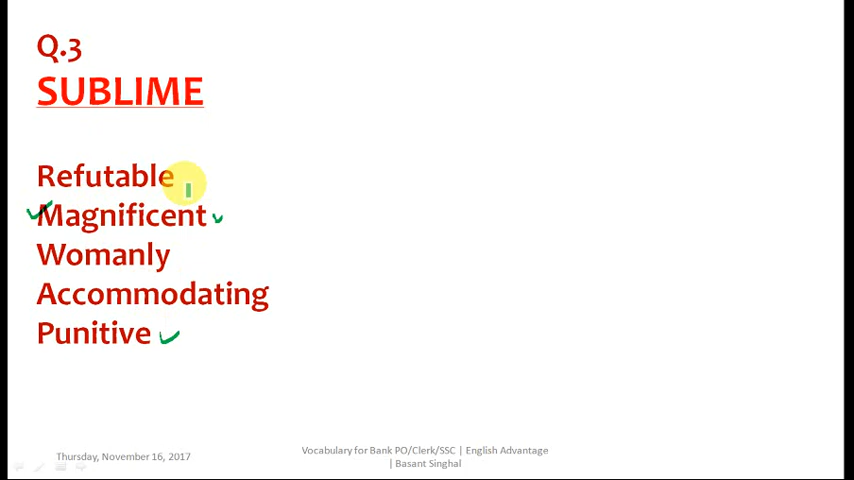 Q.3
SUBLIME
Refutable
Magnificent
Womanly
Accommodating
Punitive
Thursday, November 16, 2017
Vocabulary for Bank PO/Clerk/SSC | English Advantage
| Basant Singhal